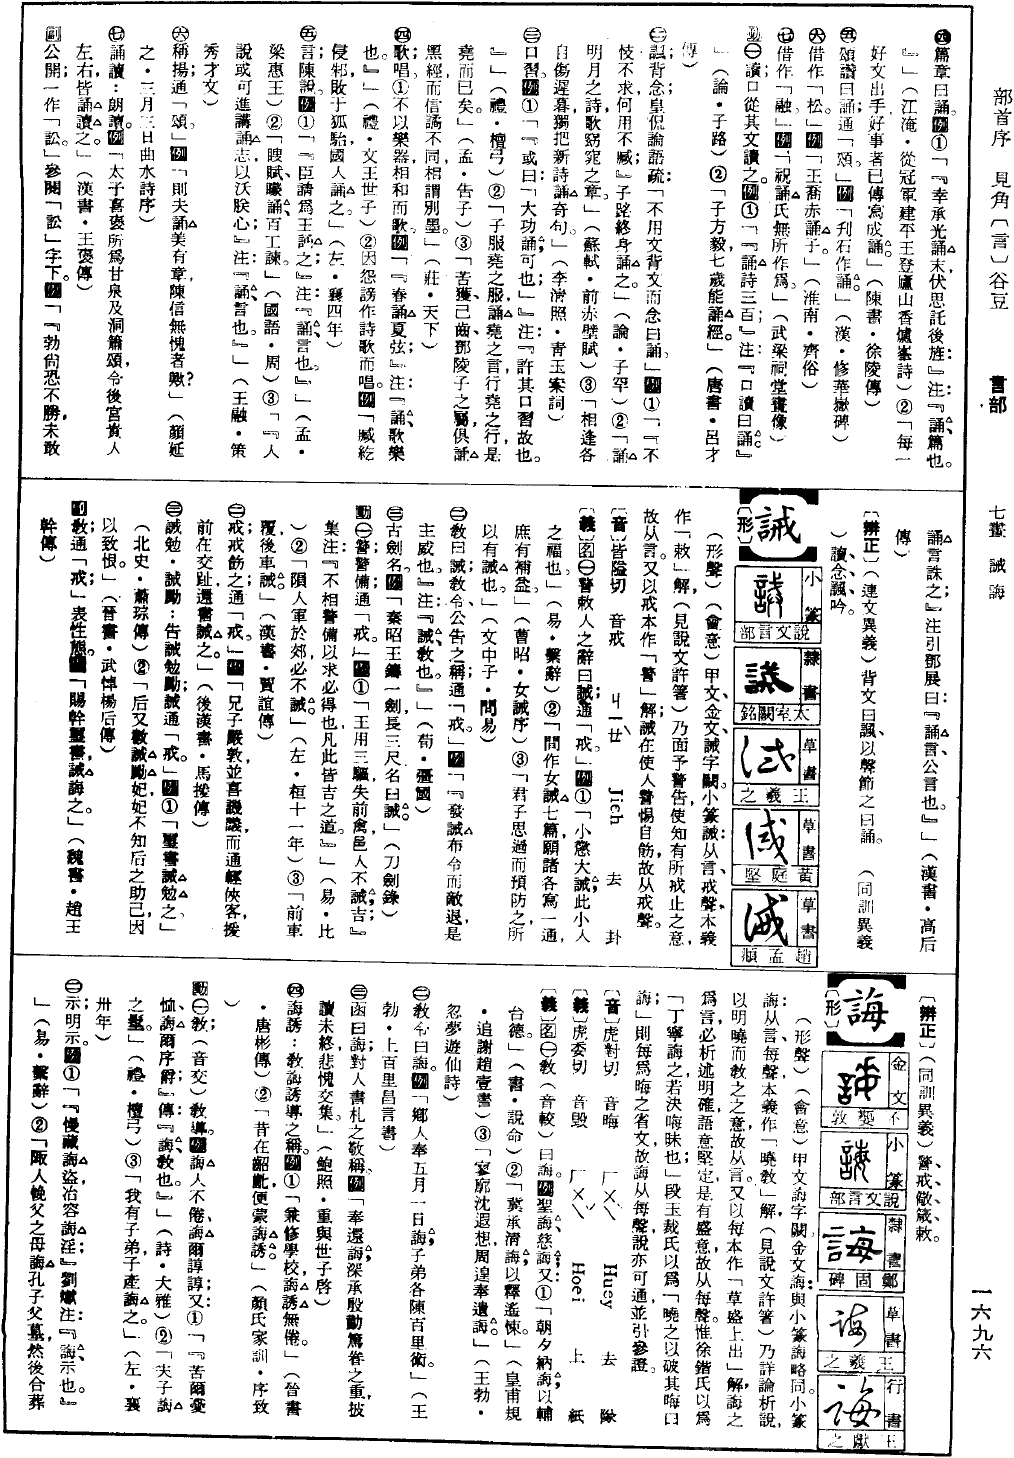 部首序　見角〔言〕谷豆　　言部　　七畫　誡　誨　　一六九六
㊃篇章曰誦。例①「『幸承光誦末，伏思託後旌。』注：『誦，篇也。』」（江淹・從冠軍建平王登廬山香爐峯詩）②「每一
好文出手，好事者已傳寫成誦。」（陳書・徐陵傳）
㊄頌讚曰誦；通「頌。」例「刊石作誦。」（漢・修華嶽碑）
㊅借作「松。」例「王喬赤誦子。」（淮南・齊俗）
㊆借作「融。」例「祝誦氏無所作爲。」（武梁祠堂畫像）
動㊀讀；口從其文讀之。例①「『誦詩三百。』注：『口讀曰誦。』
」（論・子路）②「子方毅七歲能誦經。」（唐書・呂才
傳）
㊁諷；背念；皇侃論語疏：「不用文背文而念曰誦。」例①「『不
忮不求，何用不臧。』子路終身誦之。」（論・子罕）②「誦
明月之詩，歌窈窕之章。」（蘇軾・前赤壁賦）③「相逢各
自傷遲暮，獨把新詩誦奇句。」（李淸照・靑玉案詞）
㊂口習。例①「『或曰：「大功誦可也。」』注：『許其口習故也。
』」（禮・檀弓）②「子服堯之服，誦堯之言，行堯之行，是
堯而已矣。」（孟・告子）③「苦獲、己齒、鄧陵子之屬，俱誦
黑經，而倍譎不同，相謂別墨。」（莊・天下）
㊃歌唱。①不以樂器相和而歌。例「『春誦夏弦。』注：『誦，歌樂
也。』」（禮・文王世子）②因怨謗作詩歌而唱。例「臧紇
侵邾，敗于狐駘，國人誦之。」（左・襄四年）
㊄言；陳說。例①「『臣請爲王誦之。』注：『誦，言也。』」（孟・
梁惠王）②「瞍賦，矇誦，百工諫。」（國語・周）③「『人
說或可進講，誦志以沃朕心。』注：『誦，言也。』」（王融・策
秀才文）
㊅稱揚；通「頌。」例「則夫誦美有章，陳信無愧者歟？」（顏延
之・三月三日曲水詩序）
㊆誦讀：朗讀。例「太子喜褒所爲甘泉及洞簫頌，令後宮貴人
左右皆誦讀之。」（漢書・王褒傳）
副公開；一作「訟。」參閱「訟」字下。例「『勃尙恐不勝，未敢
誦言誅之。』注引鄧展曰：『誦言，公言也。』」（漢書・高后
傳）
〔辨正〕（連文異義）背文曰諷，以聲節之曰誦。　（同訓異義
）讀、念、諷、吟。
誡
〔形〕
小篆　說文言部
隸書　太室闕銘
草書　王羲之
草書　黃庭堅
草書　趙孟頫
（形聲）（會意）甲文、金文誡字闕。小篆誡：从言，戒聲，本義
作「敕」解（見說文許箸）乃面予警告使知有所戒止之意，
故从言。又以戒本作「警」解，誡在使人警惕自飭，故从戒聲。
〔音〕皆隘切　音戒　ㄐㄧㄝˋ　Jieh　去　卦
〔義〕名㊀警敕人之辭曰誡；通「戒。」例①「小懲大誡，此小人
之福也。」（易・繫辭）②「間作女誡七篇，願諸各寫一通，
庶有補益。」（曹昭・女誡序）③「君子思過而預防之，所
以有誡也。」（文中子・問易）
㊁敎曰誡；敎令公告之稱；通「戒。」例「『發誡布令而敵退，是
主威也。』注：『誡，敎也。』」（荀・彊國）
㊂古劍名。例「秦昭王鑄一劍，長三尺，名曰誡。」（刀劍錄）
動㊀警；警備；通「戒。」例①「『王用三驅，失前禽，邑人不誡，吉。』
集注：『不相警備以求必得也，凡此皆吉之道。』」（易・比
）②「隕人軍於郊，必不誡。」（左・桓十一年）③「前車
覆，後車誡。」（漢書・賈誼傳）
㊁戒；戒飭之；通「戒。」例「兄子嚴、敦並喜譏議，而通輕俠客，援
前在交趾，還書誡之。」（後漢書・馬援傳）
㊂誡勉・誡勵：告誡勉勵；誡通「戒。」例①「璽書誡勉之。」
（北史・蕭琮傳）②「后又敎誡勵妃，妃不知后之助己，因
以致恨。」（晉書・武悼楊后傳）
副敎；通「戒；」表性態。例「賜幹璽書，誡誨之。」（魏書・趙王
幹傳）
〔辨正〕（同訓異義）警、戒、敬、箴、敕。
誨
〔形〕
金文　不𡢁敦
小篆　說文言部
隸書　鄭固碑
草書　王羲之
行書　王獻之
（形聲）（會意）甲文誨字闕。金文誨：與小篆誨略同。小篆
誨：从言，每聲，本義作「曉敎」解（見說文許箸）乃詳論析說，
以明曉而敎之之意，故从言。又以每本作「草盛上出」解，誨之
爲言必析述明確，語意堅定，是有盛意，故从每聲。惟徐鍇氏以爲
「丁寧誨之，若決晦昧也。」段玉裁氏以爲「曉之以破其晦曰
誨；」則每爲晦之省文，故誨从每聲，說亦可通，並引參證。
〔音〕虎對切　音晦　ㄏㄨㄟˋ　Huey　去　隊
〔義〕虎委切　音毀　ㄏㄨㄟˇ　Hoei　上　紙
〔義〕名㊀敎（音較）曰誨。例聖誨；慈誨；又：①「朝夕納誨，以輔
台德。」（書・說命）②「冀承淸誨，以釋遙悚。」（皇甫規
・追謝趙壹書）③「寥廓沈遐想，周遑奉遺誨。」（王勃・
忽夢遊仙詩）
㊁敎令曰誨。例「鄉人奉五月一日誨，子弟各陳百里術。」（王
勃・上百里昌言書）
㊂函曰誨；對人書札之敬稱。例「奉還誨，深承殷勤篤眷之重，披
讀未終，悲愧交集。」（鮑照・重與世子啓）
㊃誨誘：敎誨誘導之稱。例①「兼修學校，誨誘無倦。」（晉書
・唐彬傳）②「昔在齠齔，便蒙誨誘。」（顏氏家訓・序致
）
動㊀敎（音交；）敎導。例誨人不倦；誨爾諄諄；又①「『告爾憂
恤，誨爾序爵。』傳：『誨，敎也。』」（詩・大雅）②「夫子誨
之髽。」（禮・檀弓）③「我有子弟，子產誨之。」（左・襄
卅年）
㊁示；明示。例①「『慢藏誨盜，冶容誨淫。』劉瓛注：『誨，示也。』
」（易・繫辭）②「陬人輓父之母誨孔子父墓，然後合葬